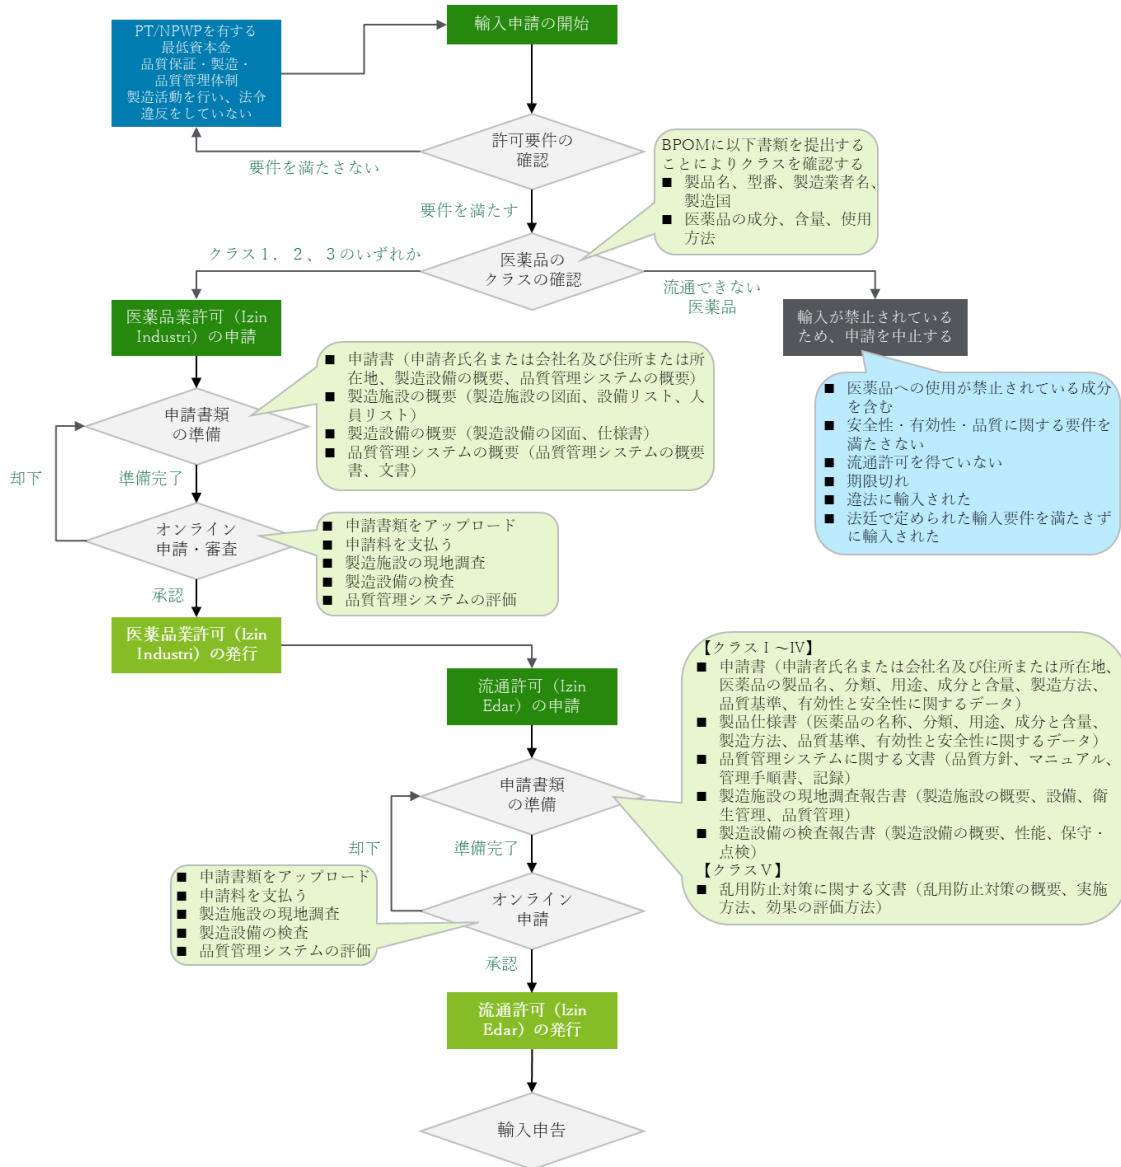 輸入申請の開始
PT/NPWPを有する
最低資本金
品質保証・製造・
品質管理体制
製造活動を行い、法令
違反をしていない
許可要件の
確認
要件を満たさない
要件を満たす
BPOMに以下書類を提出する
ことによりクラスを確認する
■ 製品名、型番、製造業者名、
製造国
■ 医薬品の成分、含量、使用
方法
医薬品の
クラスの確認
クラス１．２、３のいずれか
流通できない
医薬品
医薬品業許可（Izin
Industri）の申請
輸入が禁止されている
ため、申請を中止する
■ 医薬品への使用が禁止されている成分
を含む
■ 安全性・有効性・品質に関する要件を
満たさない
■ 流通許可を得ていない
■ 期限切れ
■ 違法に輸入された
■ 法廷で定められた輸入要件を満たさず
に輸入された
■ 申請書（申請者氏名または会社名及び住所または所
在地、製造設備の概要、品質管理システムの概要）
■ 製造施設の概要（製造施設の図面、設備リスト、人
員リスト）
■ 製造設備の概要（製造設備の図面、仕様書）
■ 品質管理システムの概要（品質管理システムの概要
書、文書）
申請書類
の準備
却下
準備完了
オンライン
申請・審査
■ 申請書類をアップロード
■ 申請料を支払う
■ 製造施設の現地調査
■ 製造設備の検査
■ 品質管理システムの評価
承認
医薬品業許可（Izin
Industri）の発行
流通許可（Izin
Edar）の申請
【クラスⅠ～Ⅳ】
■ 申請書（申請者氏名または会社名及び住所または所在地、
医薬品の製品名、分類、用途、成分と含量、製造方法、
品質基準、有効性と安全性に関するデータ）
■ 製品仕様書（医薬品の名称、分類、用途、成分と含量、
製造方法、品質基準、有効性と安全性に関するデータ）
■ 品質管理システムに関する文書（品質方針、マニュアル、
管理手順書、記録）
■ 製造施設の現地調査報告書（製造施設の概要、設備、衛
生管理、品質管理）
■ 製造設備の検査報告書（製造設備の概要、性能、保守・
点検）
【クラスⅤ】
■ 乱用防止対策に関する文書（乱用防止対策の概要、実施
方法、効果の評価方法）
申請書類
の準備
却下
準備完了
■ 申請書類をアップロード
■ 申請料を支払う
■ 製造施設の現地調査
■ 製造設備の検査
■ 品質管理システムの評価
オンライン
申請
承認
流通許可（Izin
Edar）の発行
輸入申告